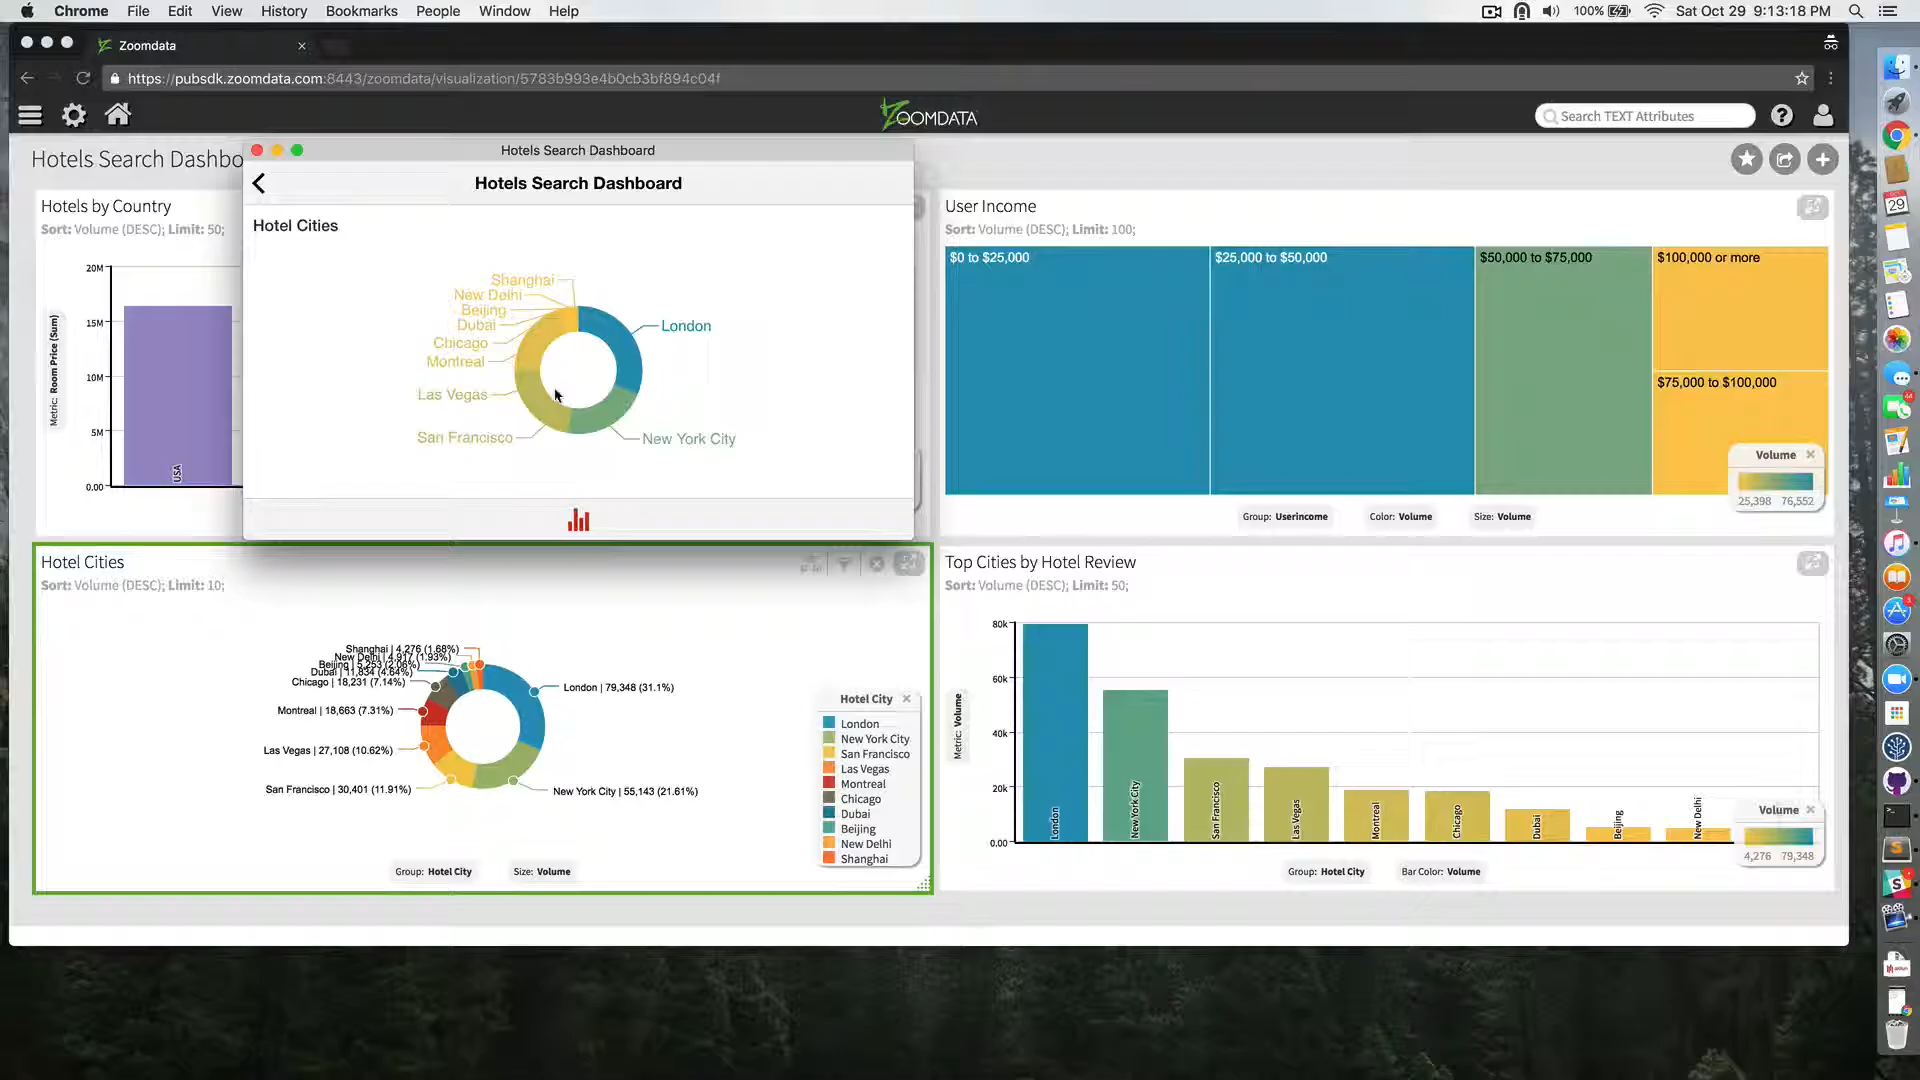 Chrome File Edit View History Bookmarks People Window Help
100% Sat Oct 29 9:13:18 PM
Zoomdata
https://pubsdk.zoomdata.com:8443/zoomdata/visualization/5783b993e4b0cb3bf894c04f
ZOOMDATA
Search TEXT Attributes
Hotels Search Dashbo
Hotels Search Dashboard
Hotels Search Dashboard
Hotel Cities
Shanghai
New Delhi
Beijing
Dubai
Chicago
Montreal
Las Vegas
San Francisco
London
New York City
Hotels by Country
Sort: Volume (DESC); Limit: 50;
20M
15M
10M
5M
0.00
Metric: Room Price (Sum)
USA
User Income
Sort: Volume (DESC); Limit: 100;
$0 to $25,000
$25,000 to $50,000
$50,000 to $75,000
$100,000 or more
$75,000 to $100,000
Volume
25,398 76,552
Group: Userincome Color: Volume Size: Volume
Hotel Cities
Sort: Volume (DESC); Limit: 10;
Shanghai | 4,276 (1.68%)
New Delhi | 4,917 (1.93%)
Beijing | 5,253 (2.06%)
Dubai | 11,834 (4.64%)
Chicago | 18,231 (7.14%)
Montreal | 18,663 (7.31%)
Las Vegas | 27,108 (10.62%)
San Francisco | 30,401 (11.91%)
London | 79,348 (31.1%)
New York City | 55,143 (21.61%)
Hotel City
London
New York City
San Francisco
Las Vegas
Montreal
Chicago
Dubai
Beijing
New Delhi
Shanghai
Group: Hotel City Size: Volume
Top Cities by Hotel Review
Sort: Volume (DESC); Limit: 50;
80k
60k
40k
20k
0.00
Metric: Volume
London
New York City
San Francisco
Las Vegas
Montreal
Chicago
Dubai
Beijing
New Delhi
Volume
4,276 79,348
Group: Hotel City Bar Color: Volume
29
44